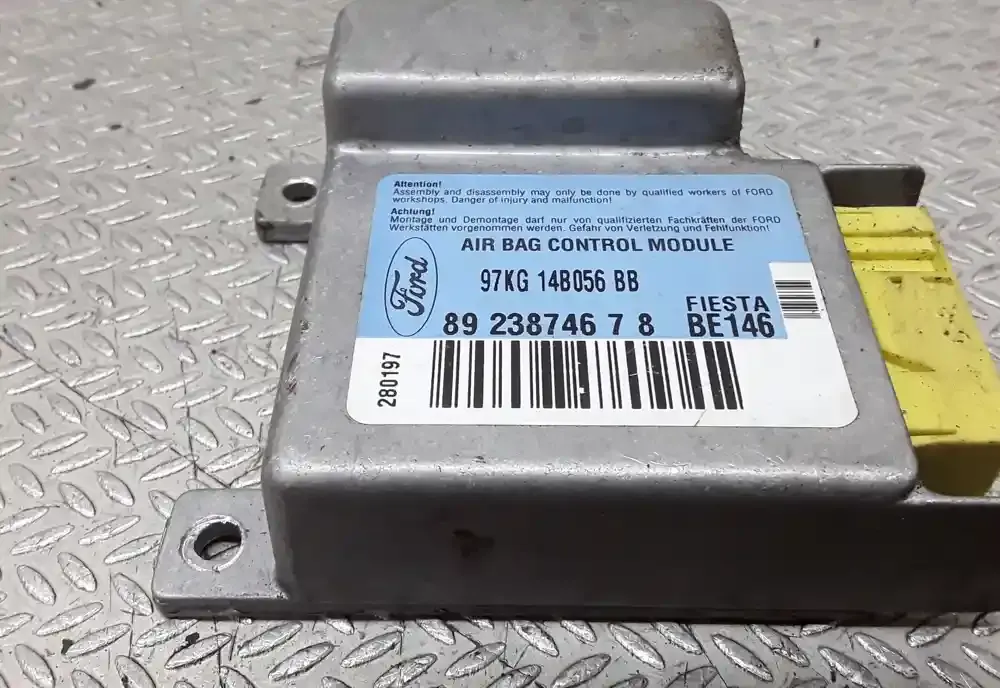 Attention!
Assembly and disassembly may only be done by qualified workers of FORD
workshops. Danger of injury and malfunction!
Achtung!
Montage und Demontage darf nur von qualifizierten Fachkräften der FORD
Werkstätten vorgenommen werden. Gefahr von Verletzung und Fehlfunktion!
AIR BAG CONTROL MODULE
Ford
97KG 14B056 BB
FIESTA
89 238746 7 8 BE146
280197